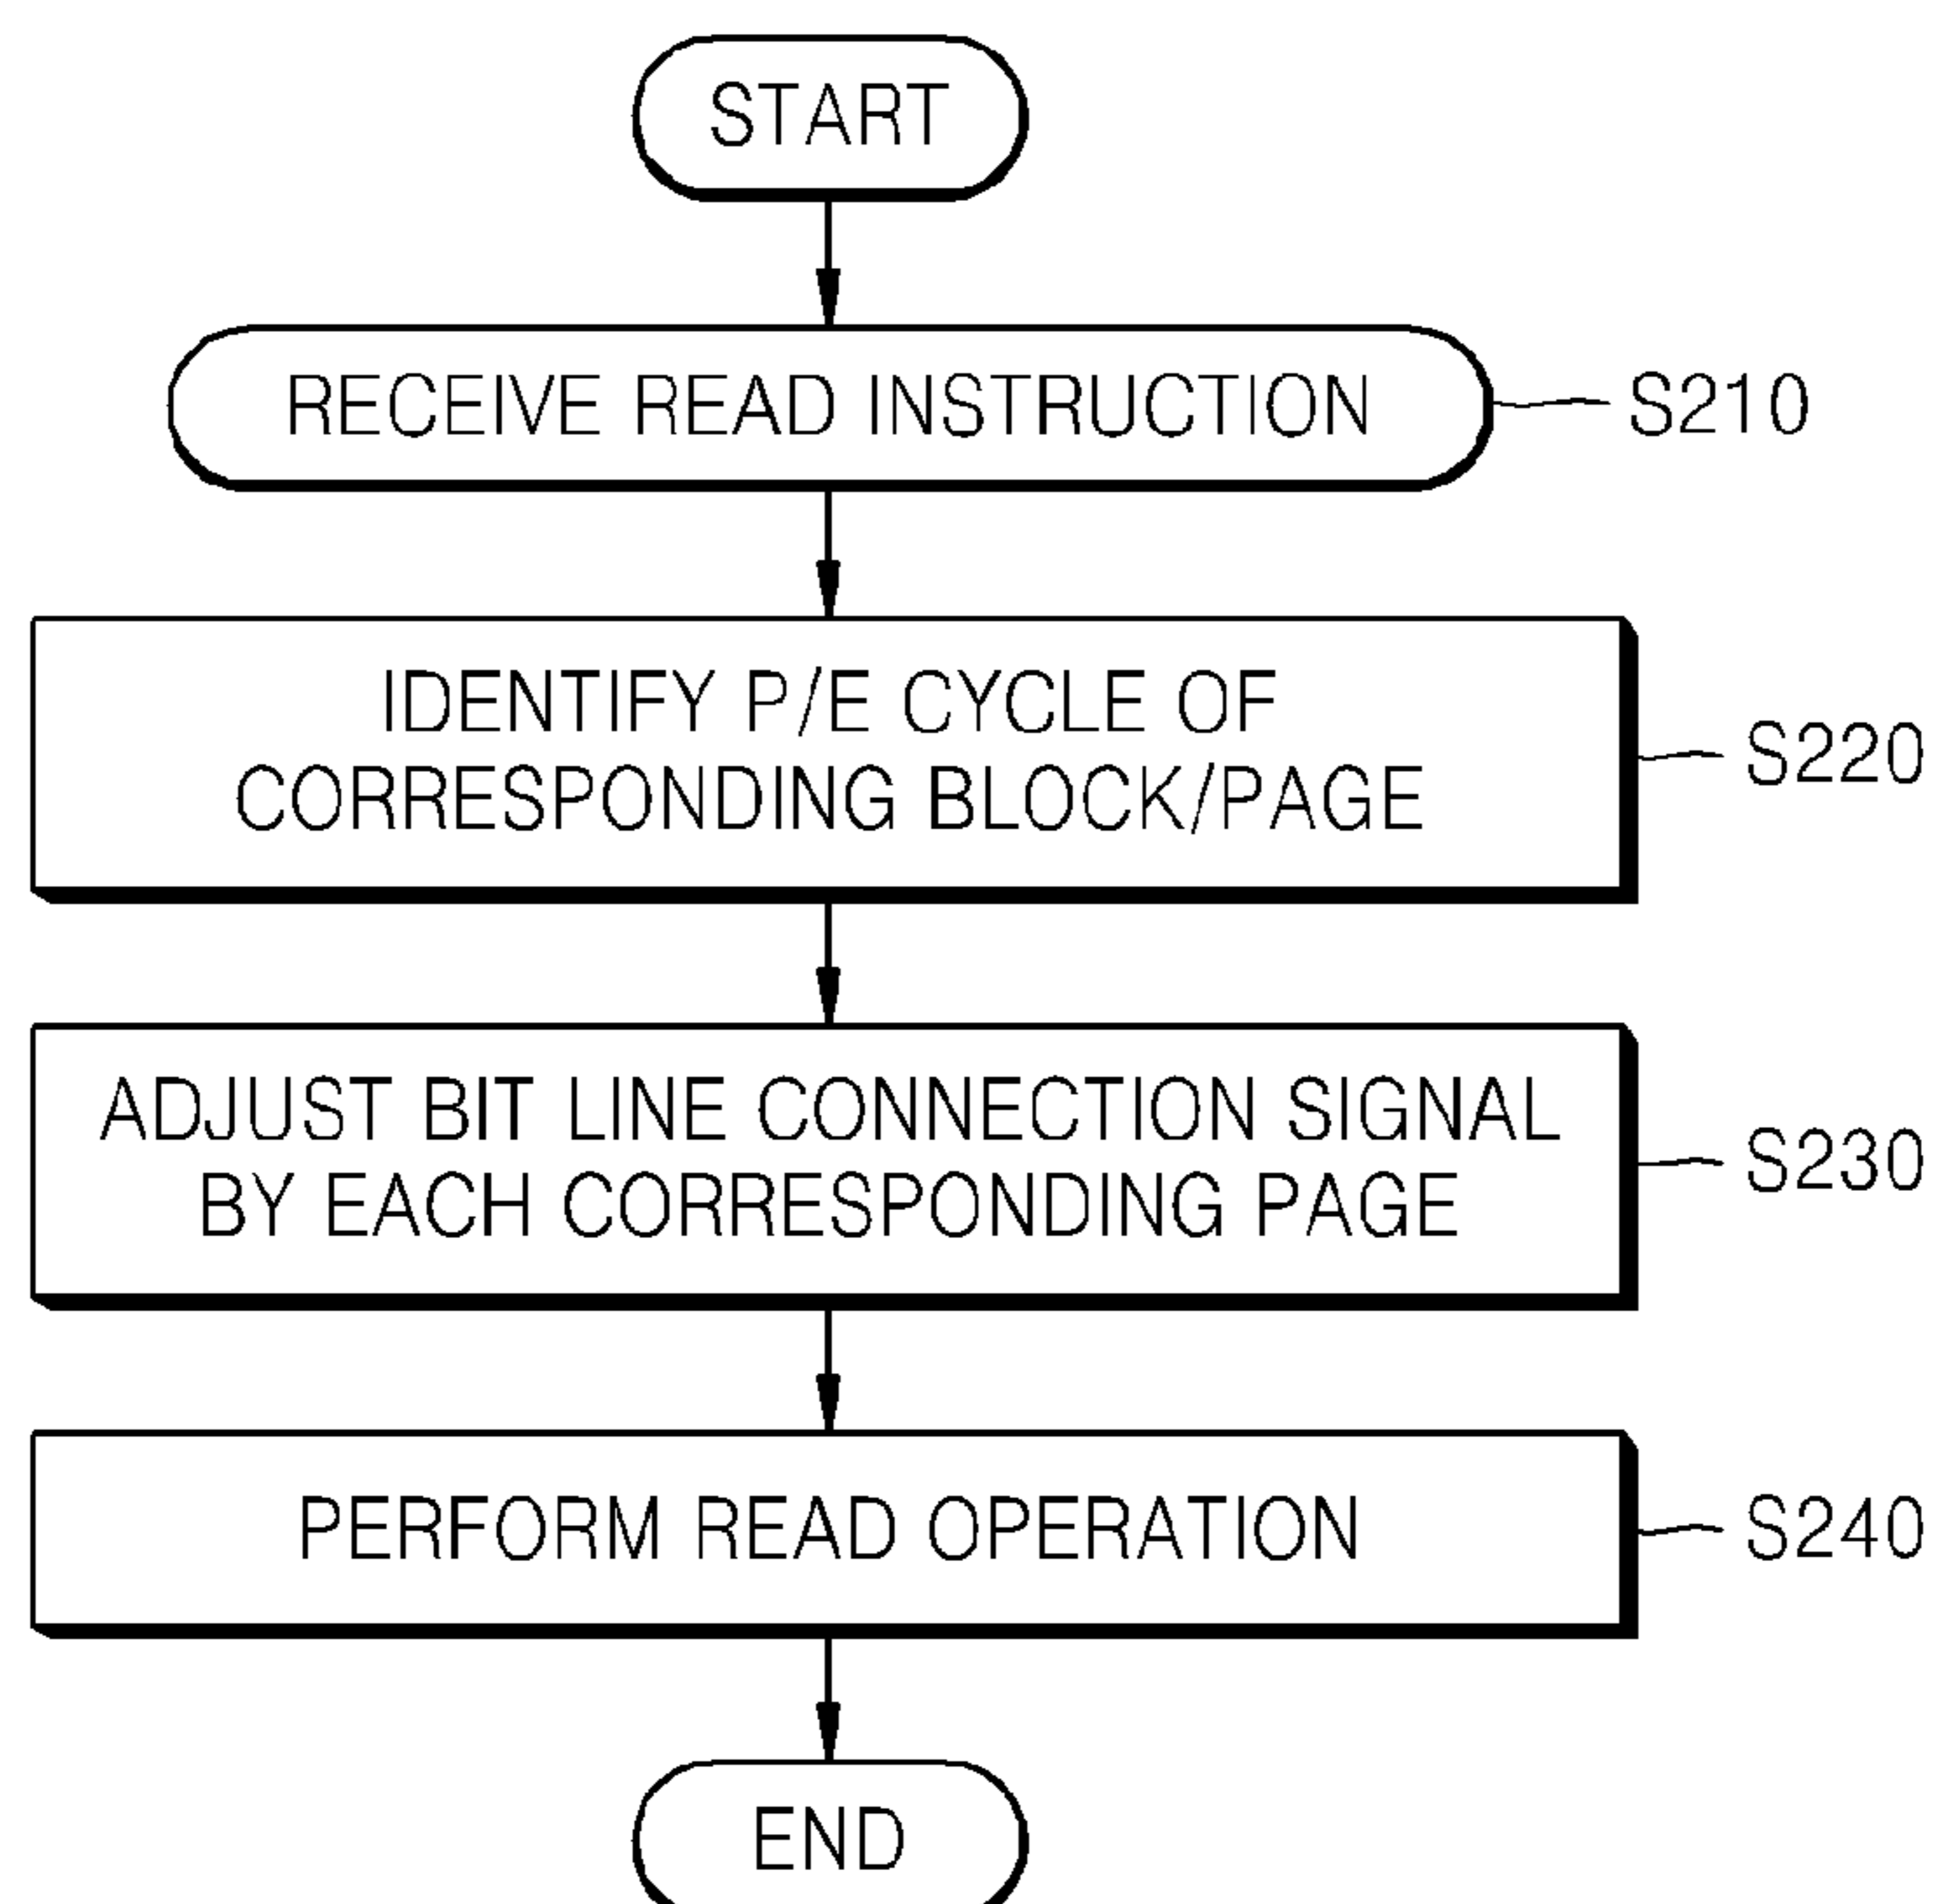 START
RECEIVE READ INSTRUCTION
S210
IDENTIFY P/E CYCLE OF
CORRESPONDING BLOCK/PAGE
S220
ADJUST BIT LINE CONNECTION SIGNAL
BY EACH CORRESPONDING PAGE
S230
PERFORM READ OPERATION
S240
END